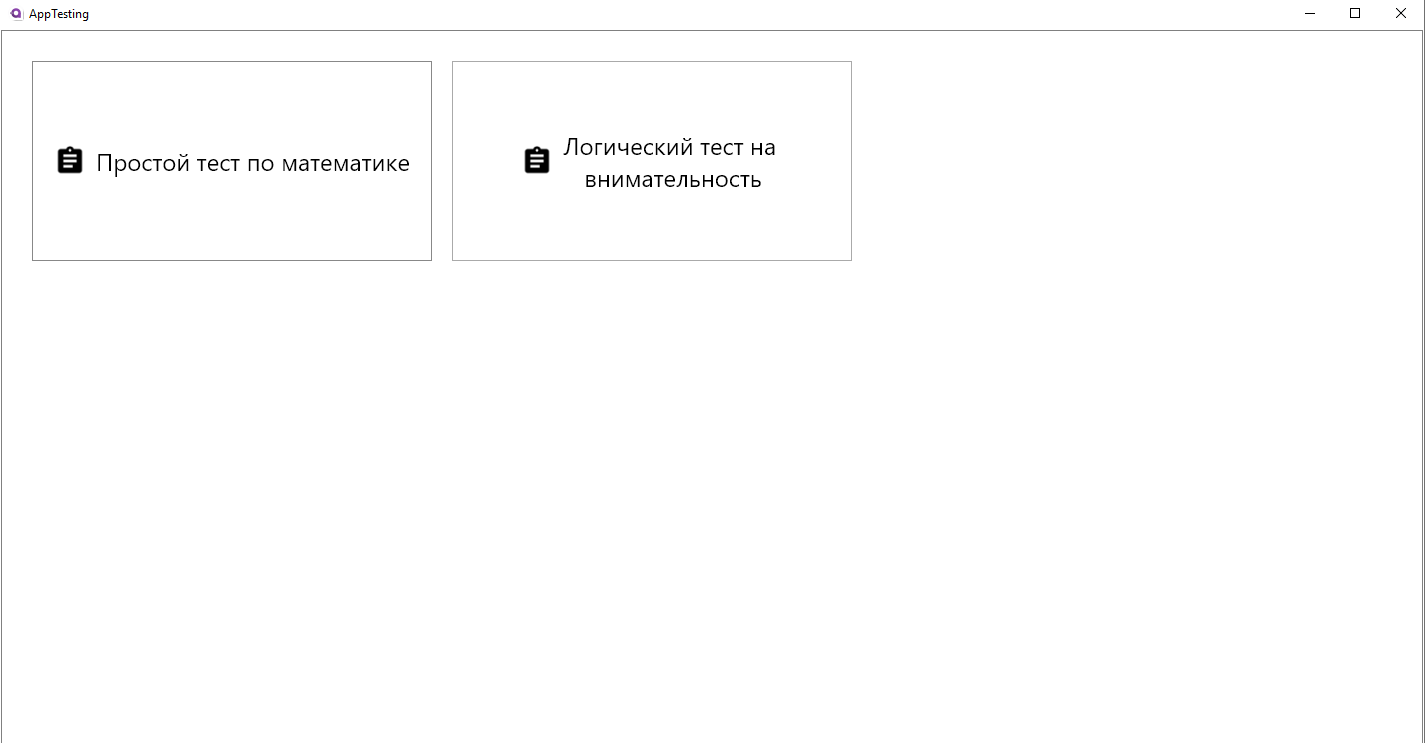 AppTesting
Простой тест по математике
Логический тест на
внимательность